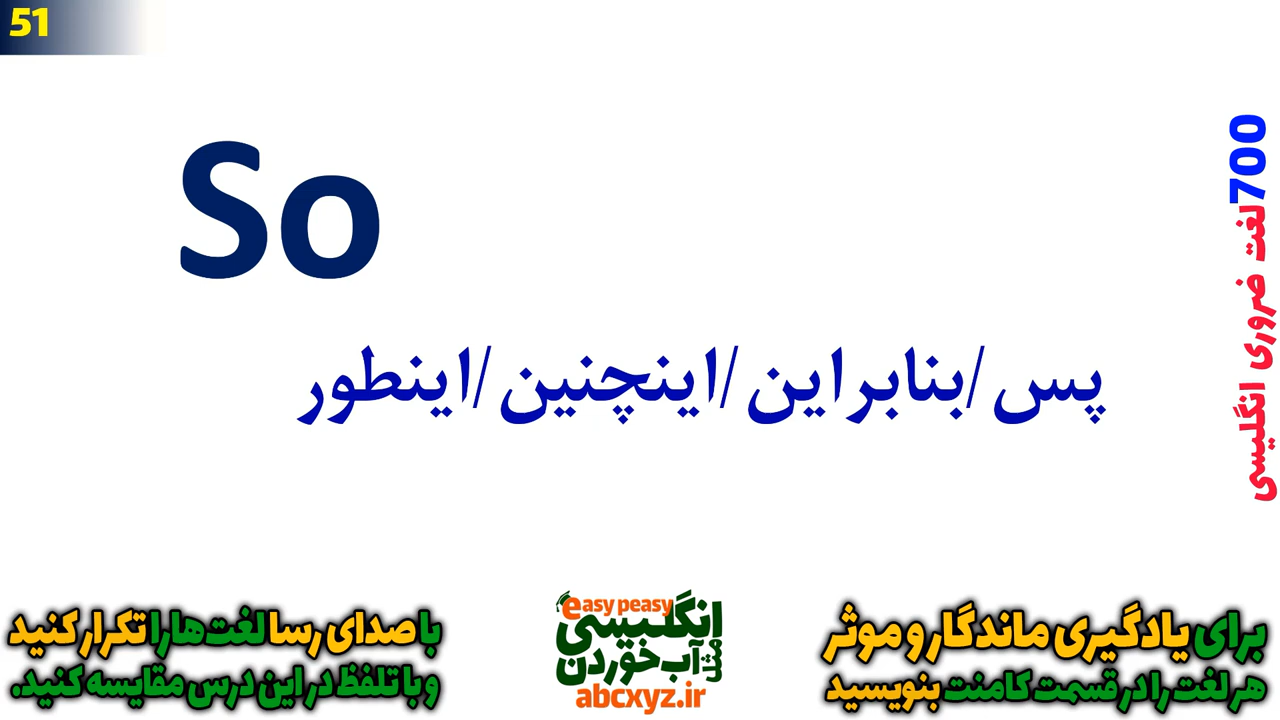 51
So
پس /بنابراین /اینچنین /اینطور
700 لغت ضروری انگلیسی
برای یادگیری ماندگار و موثر
هر لغت را در قسمت کامنت بنویسید
easy peasy
انگلیسی
مثل آب خوردن
abcxyz.ir
با صدای رسا لغت‌ها را تکرار کنید
و با تلفظ در این درس مقایسه کنید.